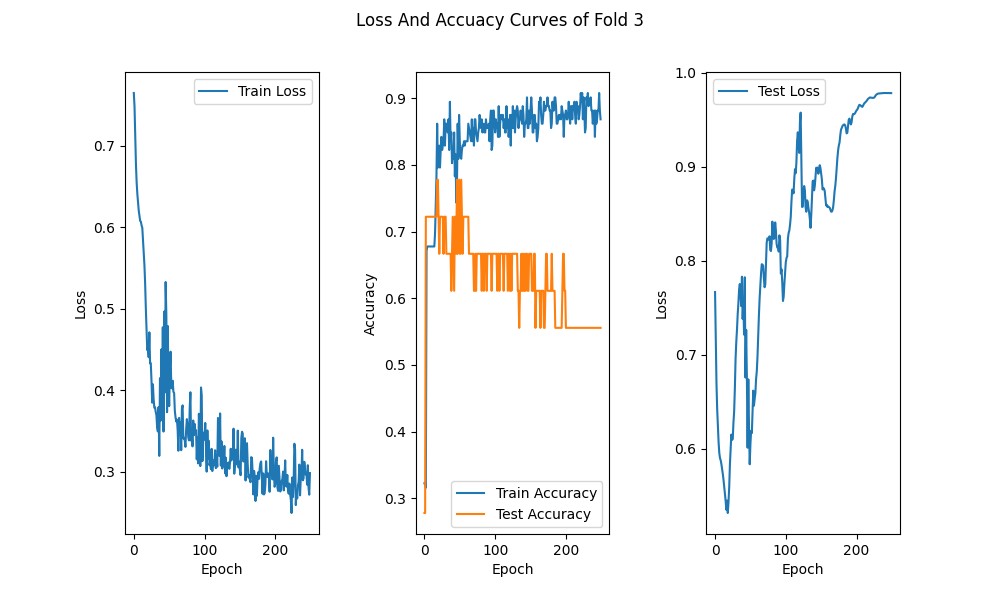 Loss And Accuacy Curves of Fold 3
Loss
0.7
0.6
0.5
0.4
0.3
Train Loss
0 100 200
Epoch
Accuracy
0.9
0.8
0.7
0.6
0.5
0.4
0.3
Train Accuracy
Test Accuracy
0 100 200
Epoch
Loss
1.0
0.9
0.8
0.7
0.6
Test Loss
0 100 200
Epoch